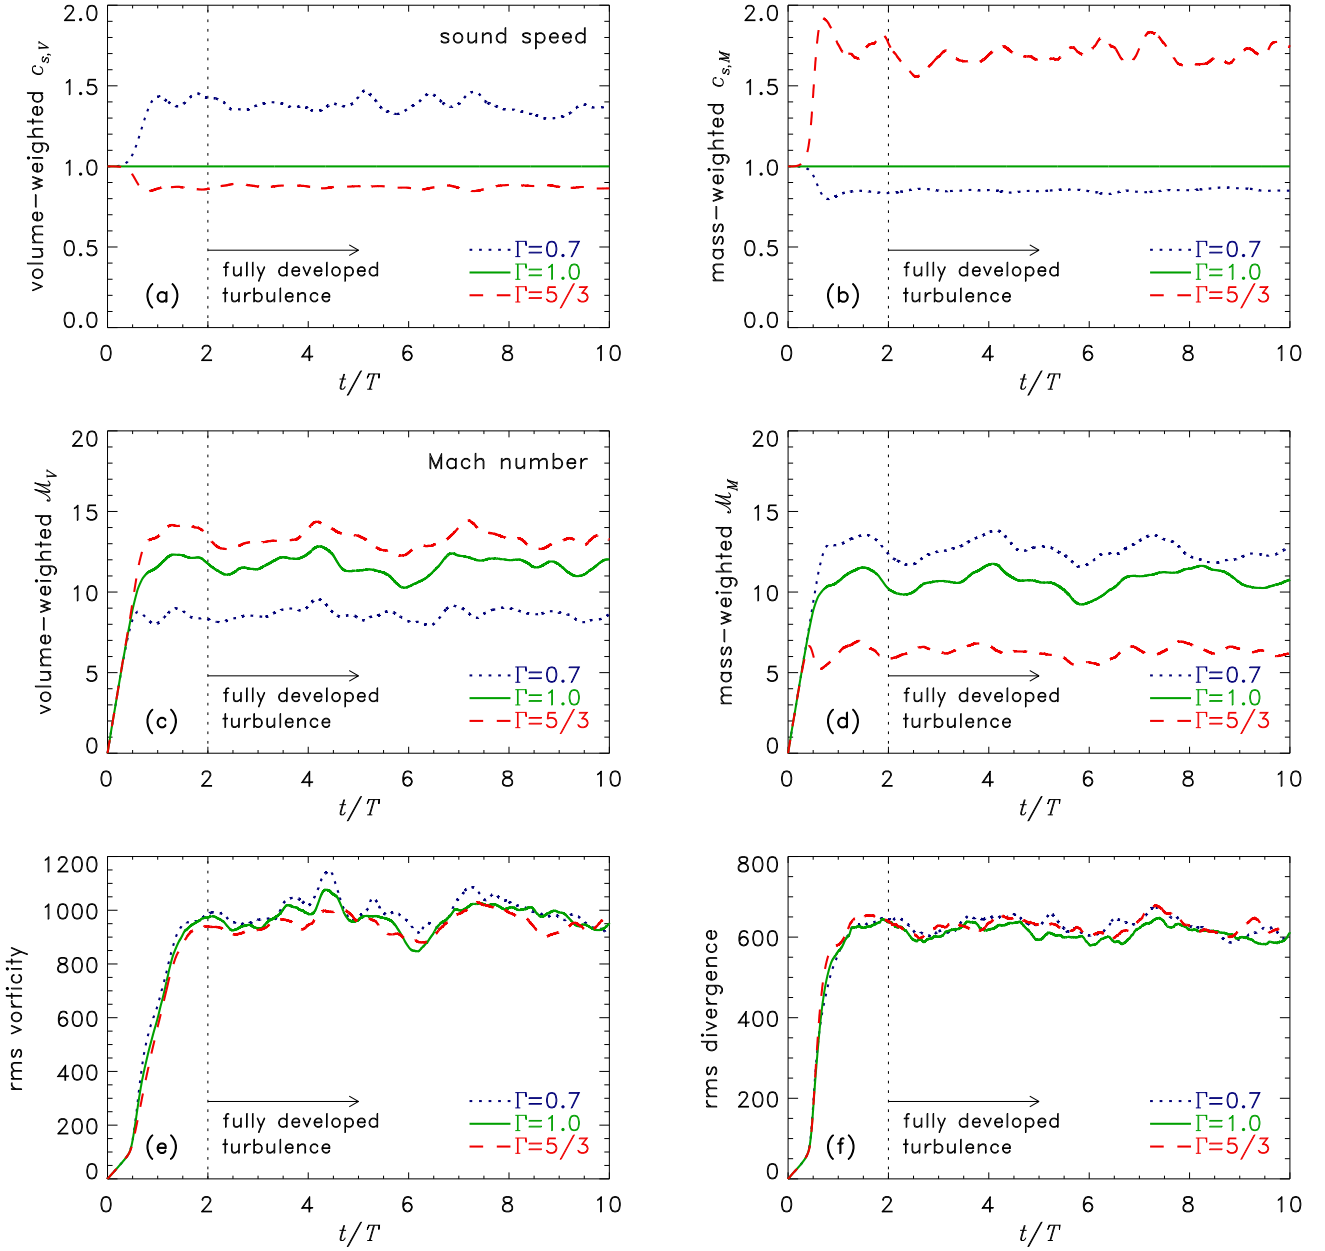 volume-weighted c_{s,V}
2.0
1.5
1.0
0.5
0.0
sound speed
Γ=0.7
Γ=1.0
Γ=5/3
fully developed
turbulence
(a)
0 2 4 6 8 10
t/T
mass-weighted c_{s,M}
2.0
1.5
1.0
0.5
0.0
Γ=0.7
Γ=1.0
Γ=5/3
fully developed
turbulence
(b)
0 2 4 6 8 10
t/T
volume-weighted ℳ_V
20
15
10
5
0
Mach number
Γ=0.7
Γ=1.0
Γ=5/3
fully developed
turbulence
(c)
0 2 4 6 8 10
t/T
mass-weighted ℳ_M
20
15
10
5
0
Γ=0.7
Γ=1.0
Γ=5/3
fully developed
turbulence
(d)
0 2 4 6 8 10
t/T
rms vorticity
1200
1000
800
600
400
200
0
Γ=0.7
Γ=1.0
Γ=5/3
fully developed
turbulence
(e)
0 2 4 6 8 10
t/T
rms divergence
800
600
400
200
0
Γ=0.7
Γ=1.0
Γ=5/3
fully developed
turbulence
(f)
0 2 4 6 8 10
t/T